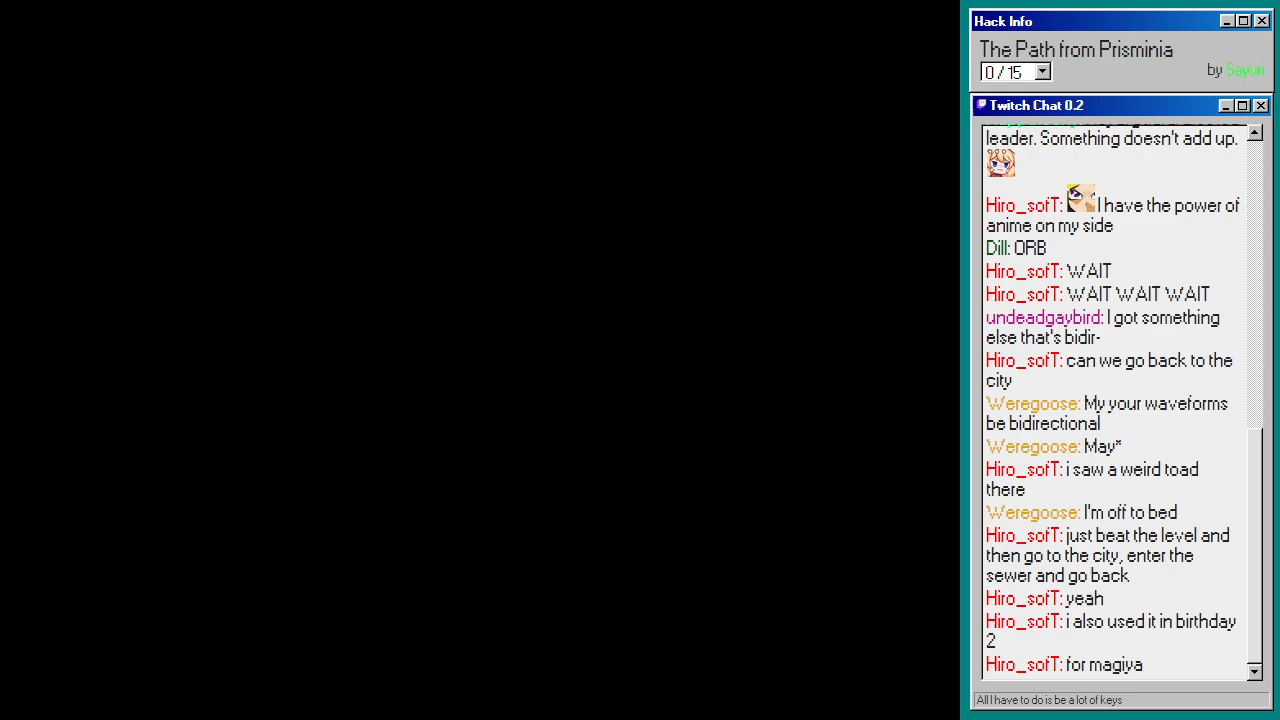 Hack Info
The Path from Prisminia
0 / 15
by Sayuri
Twitch Chat 0.2
leader. Something doesn't add up.
Hiro_sofT: I have the power of
anime on my side
Dill: ORB
Hiro_sofT: WAIT
Hiro_sofT: WAIT WAIT WAIT
undeadgaybird: I got something
else that's bidir-
Hiro_sofT: can we go back to the
city
Weregoose: My your waveforms
be bidirectional
Weregoose: May*
Hiro_sofT: i saw a weird toad
there
Weregoose: I'm off to bed
Hiro_sofT: just beat the level and
then go to the city, enter the
sewer and go back
Hiro_sofT: yeah
Hiro_sofT: i also used it in birthday
2
Hiro_sofT: for magiya
All I have to do is be a lot of keys